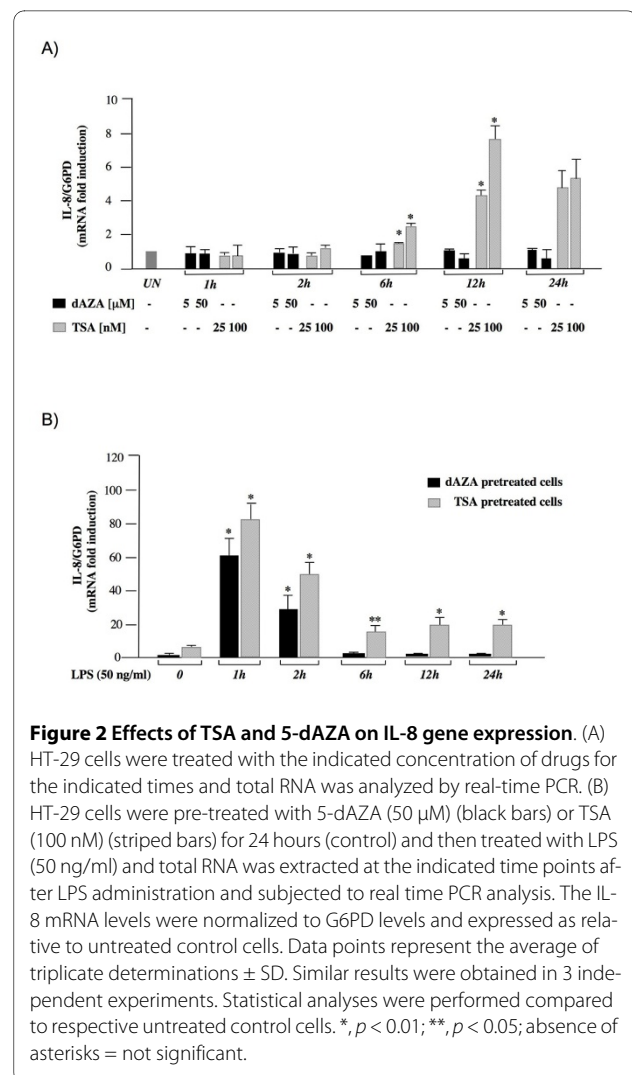 A)
10
8
6
4
2
0
IL-8/G6PD
(mRNA fold induction)
* * * *
UN 1h 2h 6h 12h 24h
dAZA [μM] - 5 50 - - 5 50 - - 5 50 - - 5 50 - - 5 50 - -
TSA [nM] - - - 25 100 - - 25 100 - - 25 100 - - 25 100 - - 25 100
B)
120
100
80
60
40
20
0
IL-8/G6PD
(mRNA fold induction)
dAZA pretreated cells
TSA pretreated cells
* * * * ** * *
LPS (50 ng/ml) 0 1h 2h 6h 12h 24h
Figure 2 Effects of TSA and 5-dAZA on IL-8 gene expression. (A)
HT-29 cells were treated with the indicated concentration of drugs for
the indicated times and total RNA was analyzed by real-time PCR. (B)
HT-29 cells were pre-treated with 5-dAZA (50 μM) (black bars) or TSA
(100 nM) (striped bars) for 24 hours (control) and then treated with LPS
(50 ng/ml) and total RNA was extracted at the indicated time points af-
ter LPS administration and subjected to real time PCR analysis. The IL-
8 mRNA levels were normalized to G6PD levels and expressed as rela-
tive to untreated control cells. Data points represent the average of
triplicate determinations ± SD. Similar results were obtained in 3 inde-
pendent experiments. Statistical analyses were performed compared
to respective untreated control cells. *, p < 0.01; **, p < 0.05; absence of
asterisks = not significant.